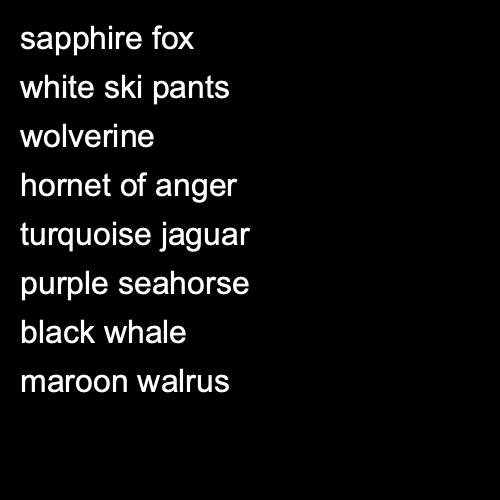 sapphire fox
white ski pants
wolverine
hornet of anger
turquoise jaguar
purple seahorse
black whale
maroon walrus